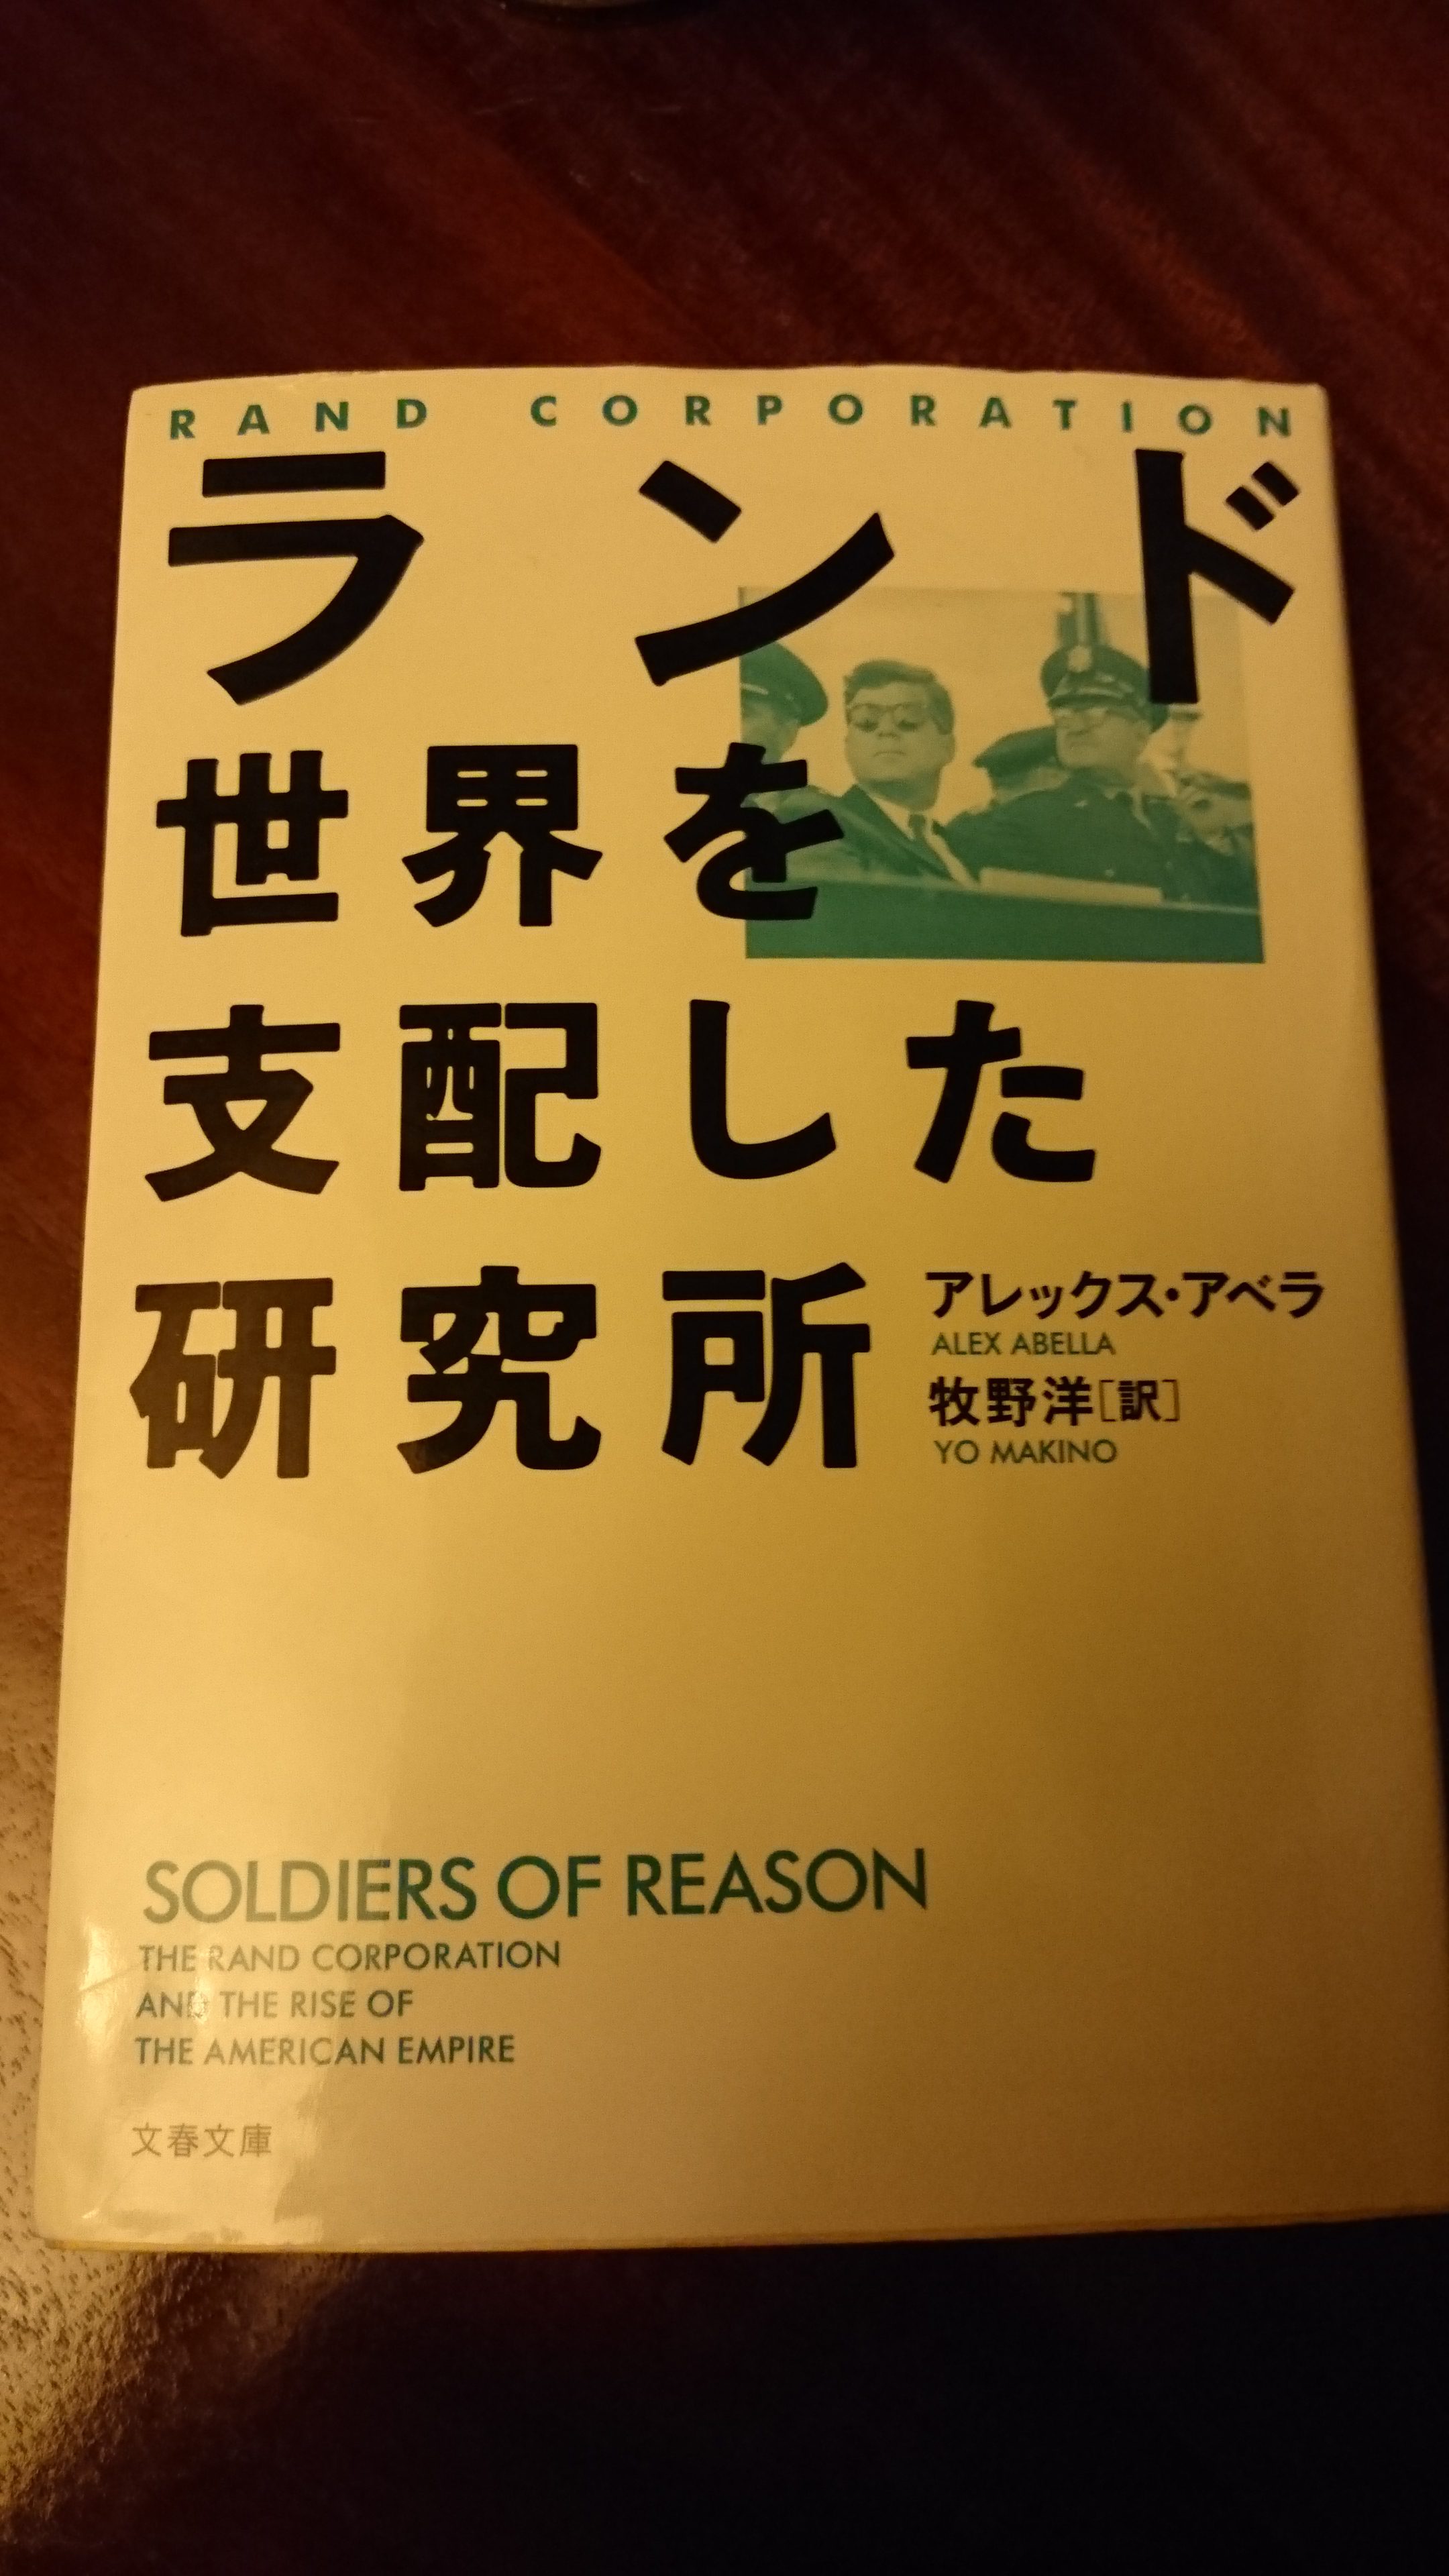 RAND CORPORATION
ランド
世界を
支配した
研究所
アレックス・アベラ
ALEX ABELLA
牧野洋[訳]
YO MAKINO
SOLDIERS OF REASON
THE RAND CORPORATION
AND THE RISE OF
THE AMERICAN EMPIRE
文春文庫